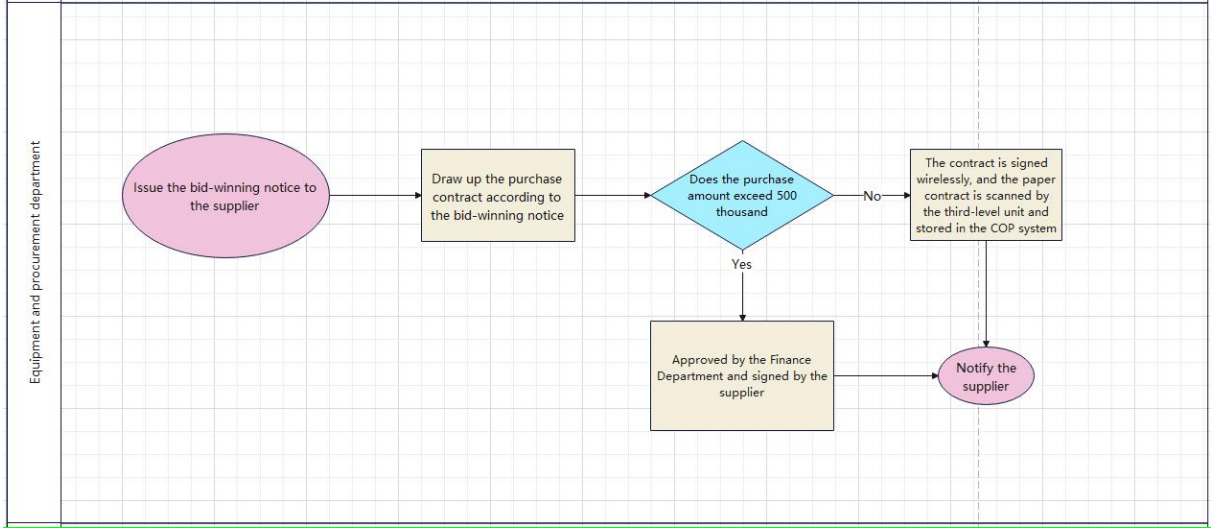 Equipment and procurement department
Issue the bid-winning notice to
the supplier
Draw up the purchase
contract according to
the bid-winning notice
Does the purchase
amount exceed 500
thousand
No
The contract is signed
wirelessly, and the paper
contract is scanned by
the third-level unit and
stored in the COP system
Yes
Approved by the Finance
Department and signed by the
supplier
Notify the
supplier